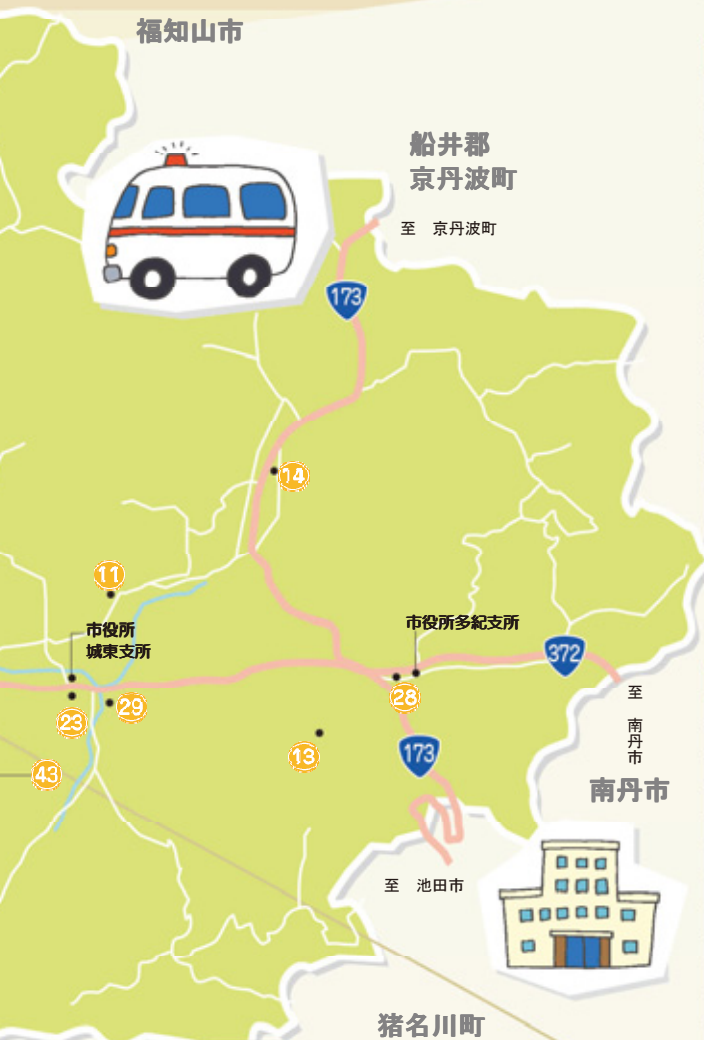 福知山市
船井郡
京丹波町
至　京丹波町
173
14
11
市役所
城東支所
市役所多紀支所
372
28
23
29
至　南丹市
13
173
43
南丹市
至　池田市
猪名川町